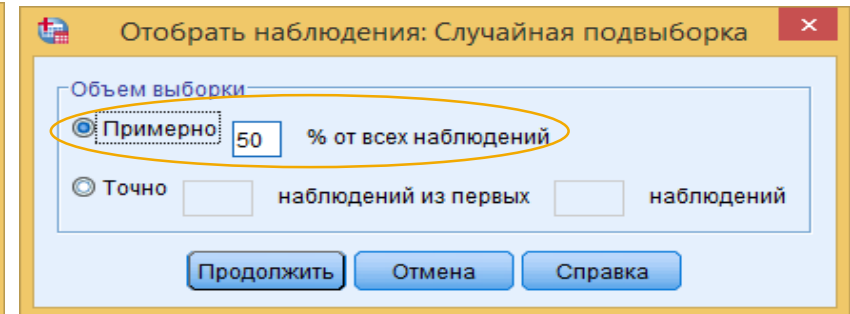 Отобрать наблюдения: Случайная подвыборка
Объем выборки
Примерно 50 % от всех наблюдений
Точно наблюдений из первых наблюдений
Продолжить Отмена Справка